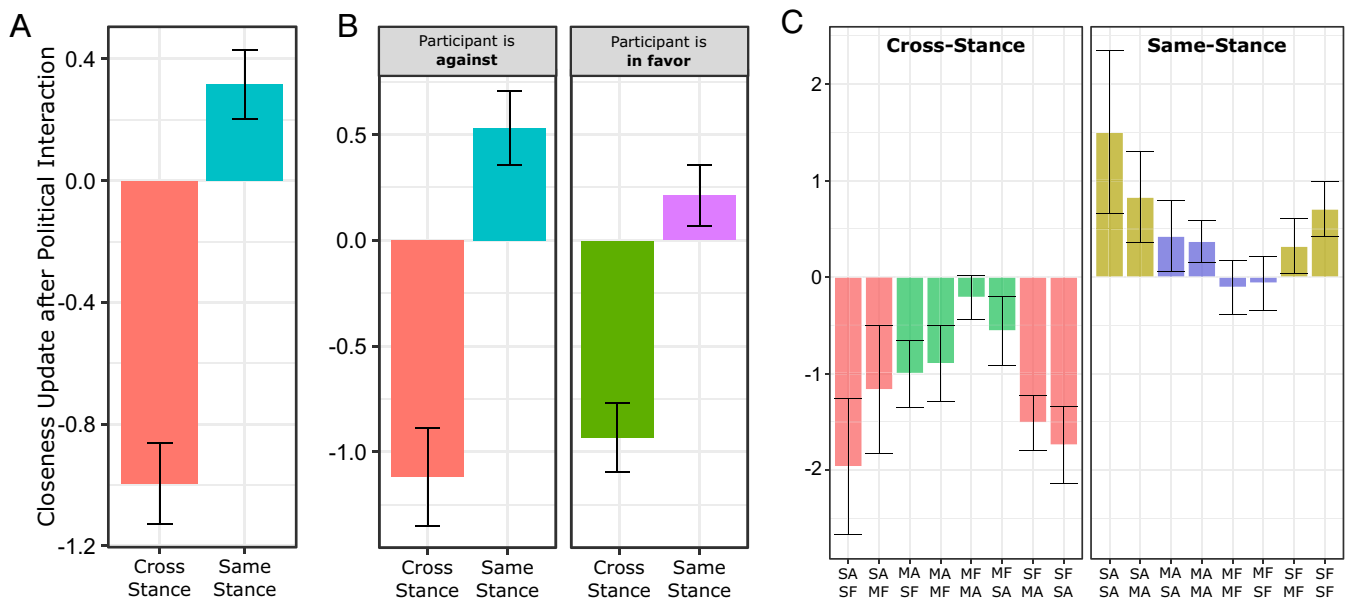 A
Closeness Update after Political Interaction
0.4
0.0
-0.4
-0.8
-1.2
Cross Stance
Same Stance
B
Participant is
against
Participant is
in favor
0.5
0.0
-0.5
-1.0
Cross Stance
Same Stance
Cross Stance
Same Stance
C
Cross-Stance
Same-Stance
2
1
0
-1
-2
SA SA MA MA MF MF SF SF
SF MF SF MF MA SA MA SA
SA SA MA MA MF MF SF SF
SA MA SA MA MF SF MF SF